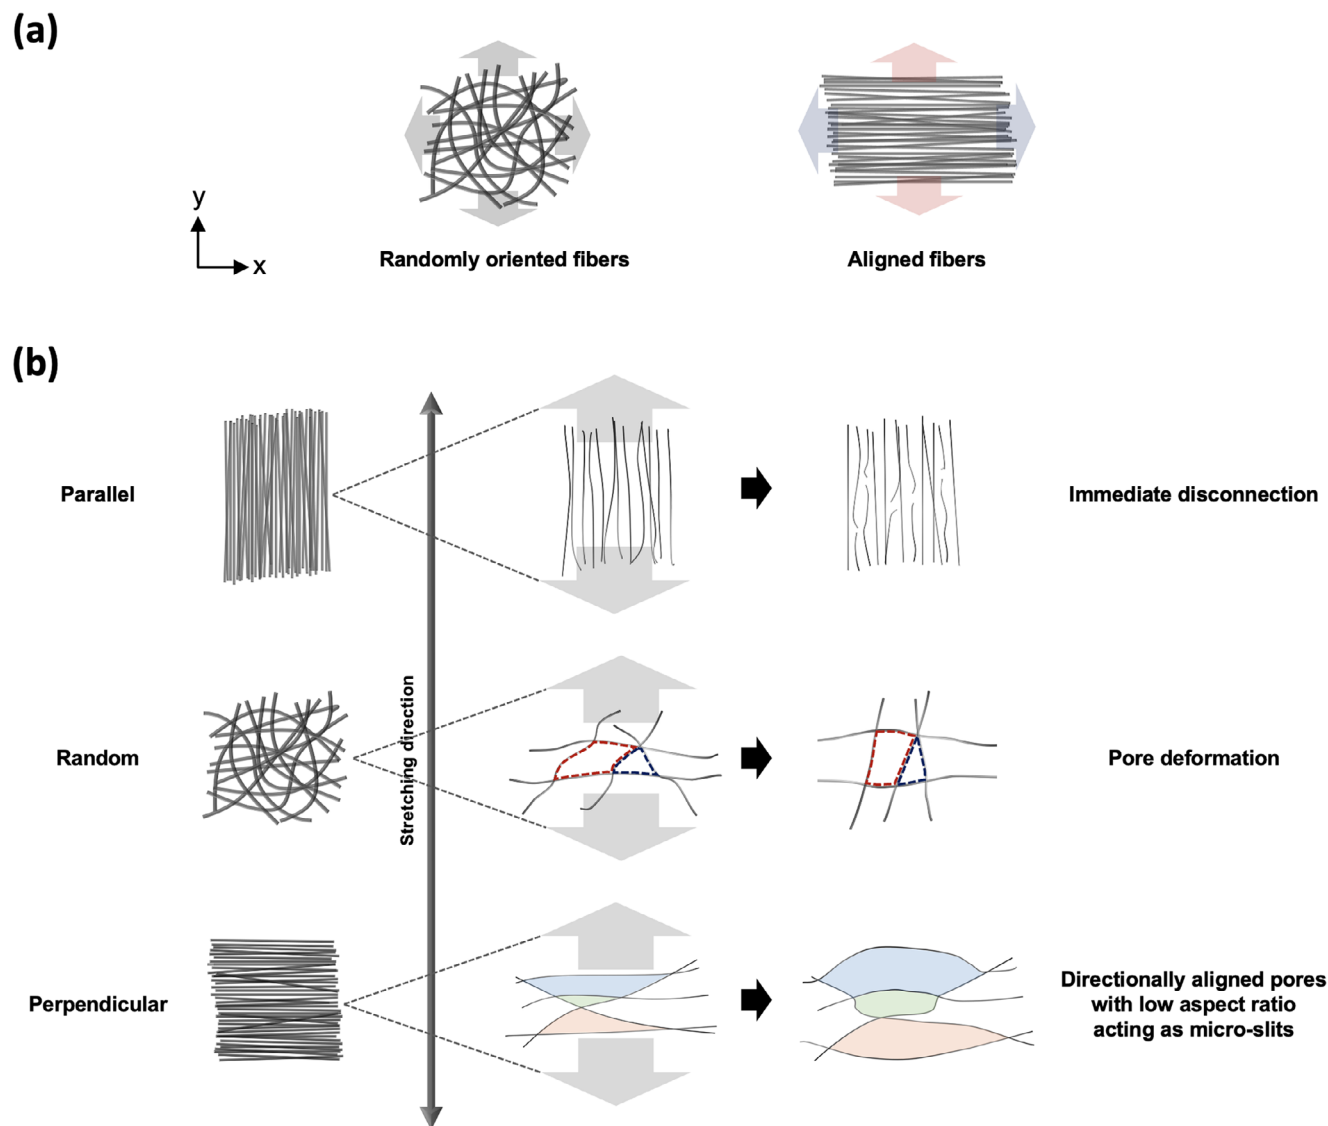 (a)
y
x
Randomly oriented fibers
Aligned fibers
(b)
Parallel
Immediate disconnection
Stretching direction
Random
Pore deformation
Perpendicular
Directionally aligned pores
with low aspect ratio
acting as micro-slits